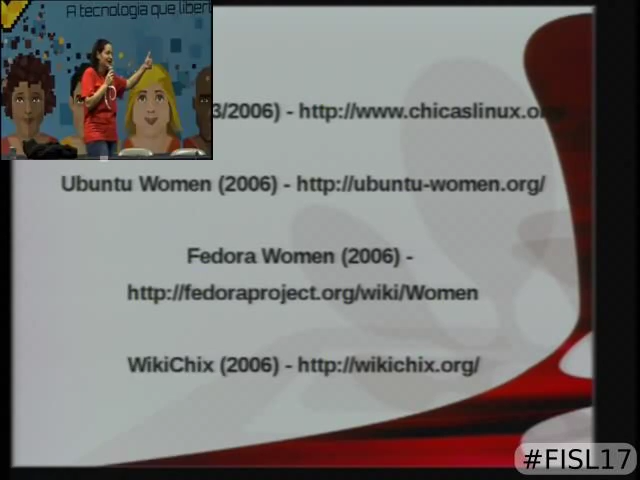 A tecnologia que libert
3/2006) - http://www.chicaslinux.or
Ubuntu Women (2006) - http://ubuntu-women.org/
Fedora Women (2006) -
http://fedoraproject.org/wiki/Women
WikiChix (2006) - http://wikichix.org/
#FISL17